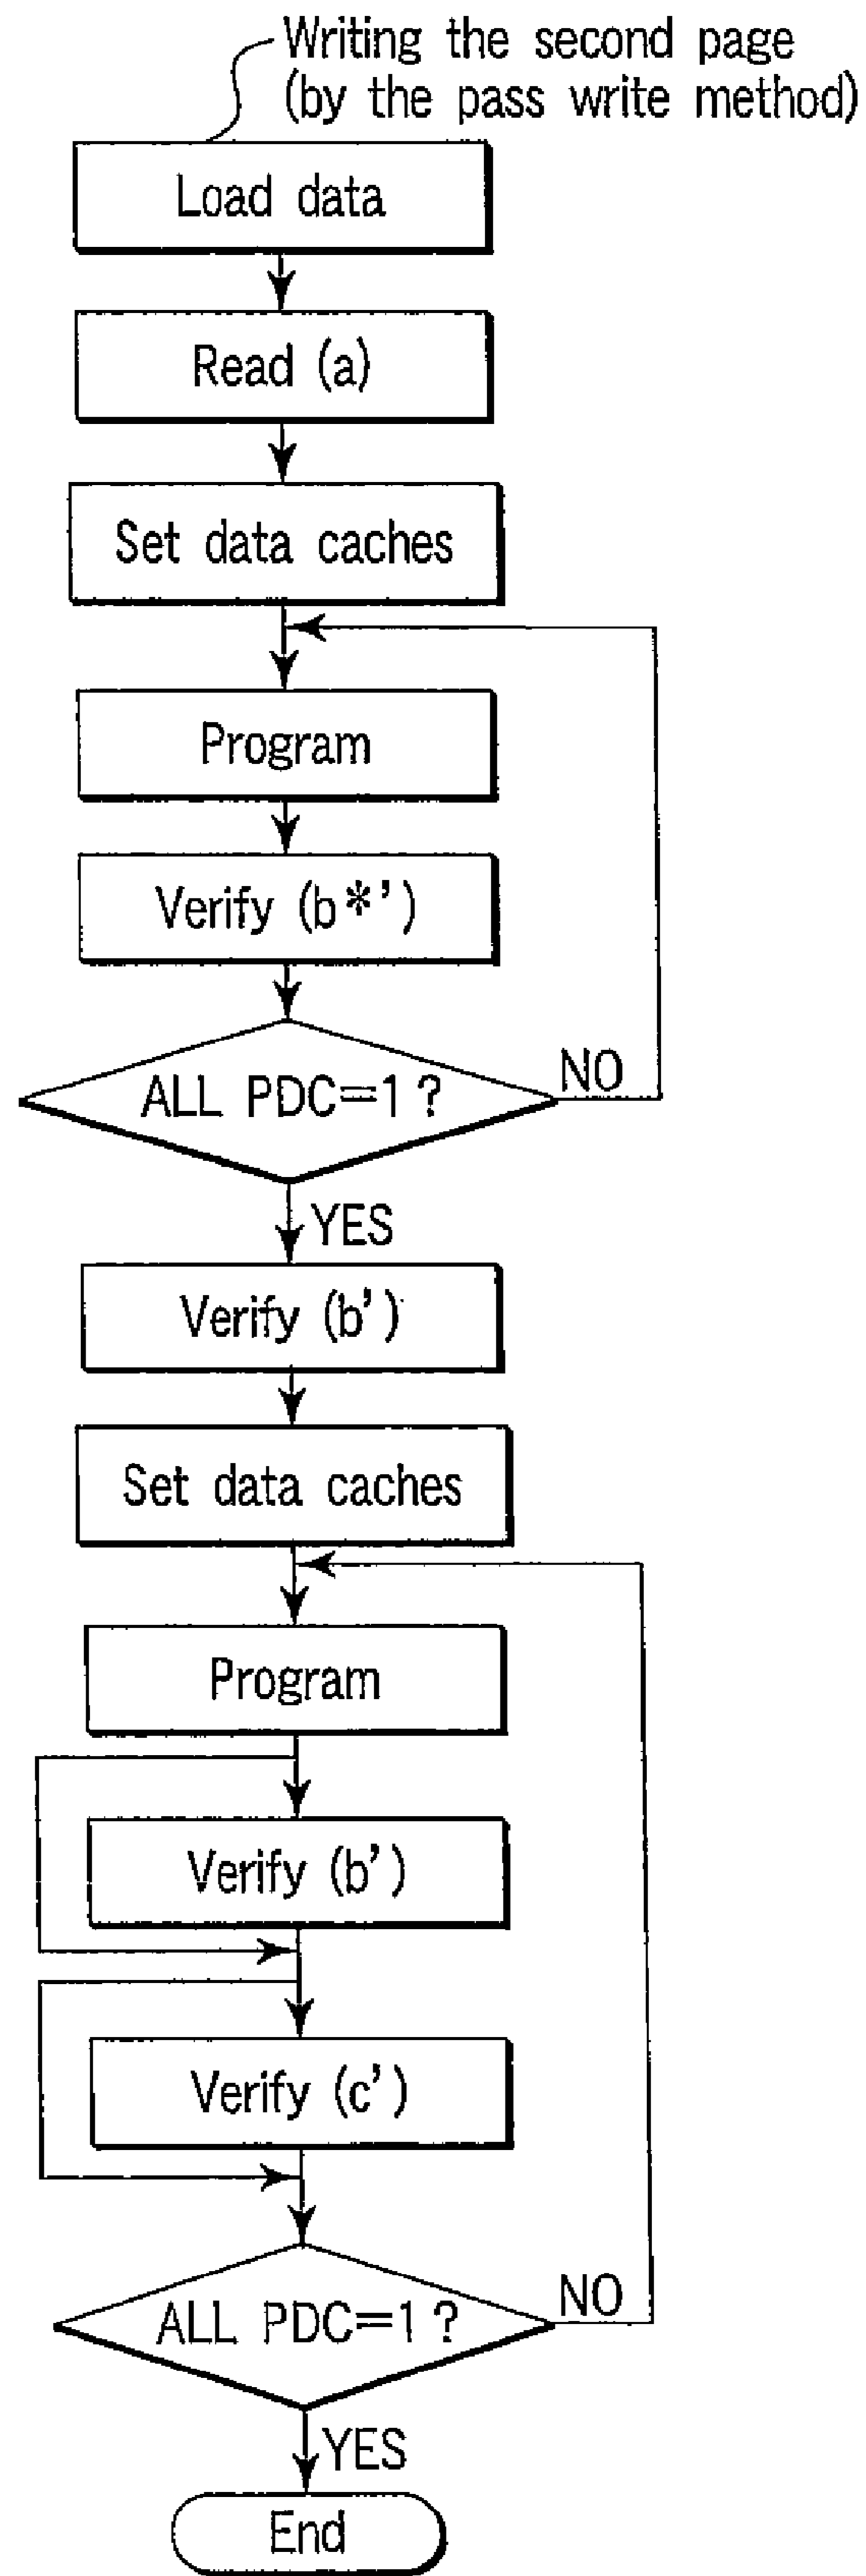 Writing the second page
(by the pass write method)
Load data
Read (a)
Set data caches
Program
Verify (b*')
ALL PDC=1?
NO
YES
Verify (b')
Set data caches
Program
Verify (b')
Verify (c')
ALL PDC=1?
NO
YES
End